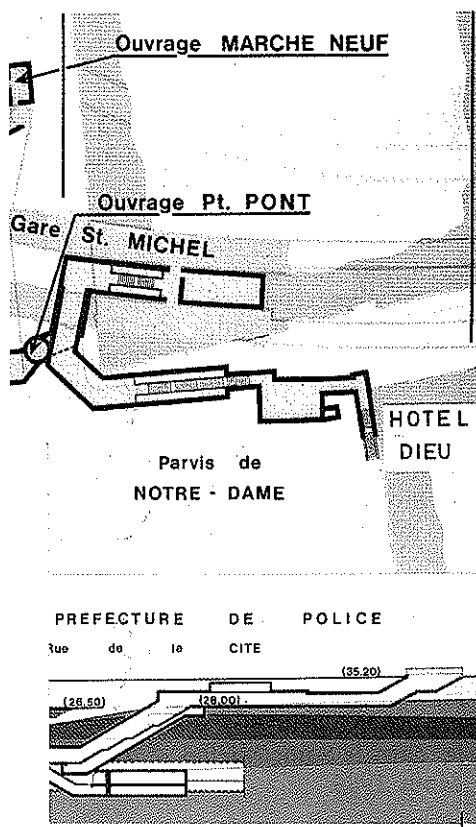 Ouvrage MARCHE NEUF
Ouvrage Pt. PONT
Gare St. MICHEL
HOTEL
DIEU
Parvis de
NOTRE - DAME
PREFECTURE DE POLICE
Rue de la CITE
(35.20)
(26,50)
(28,00)